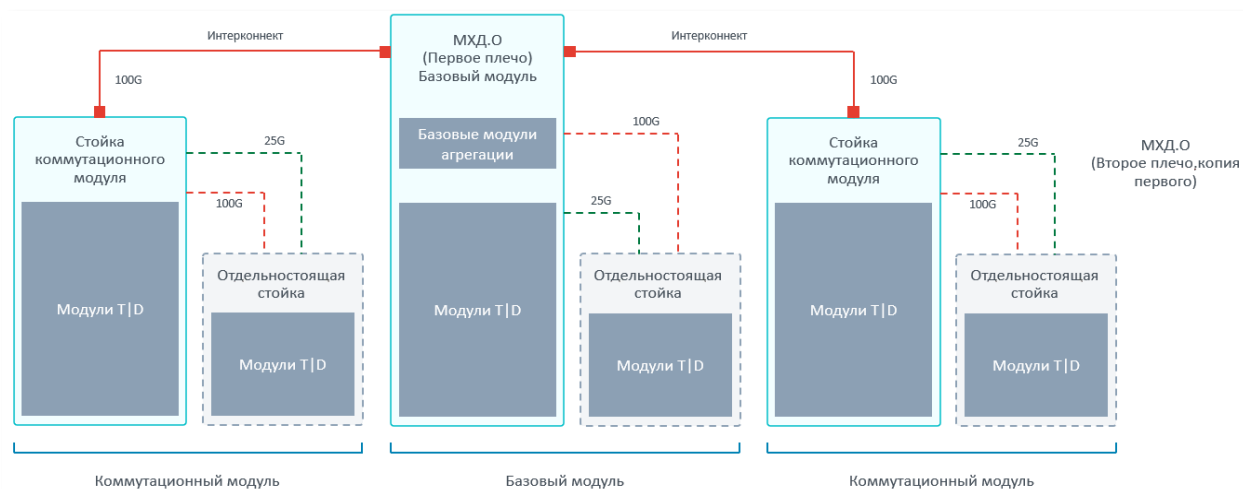 Интерконнект
МХД.О
(Первое плечо)
Базовый модуль
Интерконнект
100G
100G
Стойка
коммутационного
модуля
25G
100G
Базовые модули
агрегации
100G
25G
Стойка
коммутационного
модуля
25G
100G
МХД.О
(Второе плечо,копия
первого)
Отдельностоящая
стойка
Отдельностоящая
стойка
Отдельностоящая
стойка
Модули T|D
Модули T|D
Модули T|D
Модули T|D
Модули T|D
Модули T|D
Коммутационный модуль
Базовый модуль
Коммутационный модуль